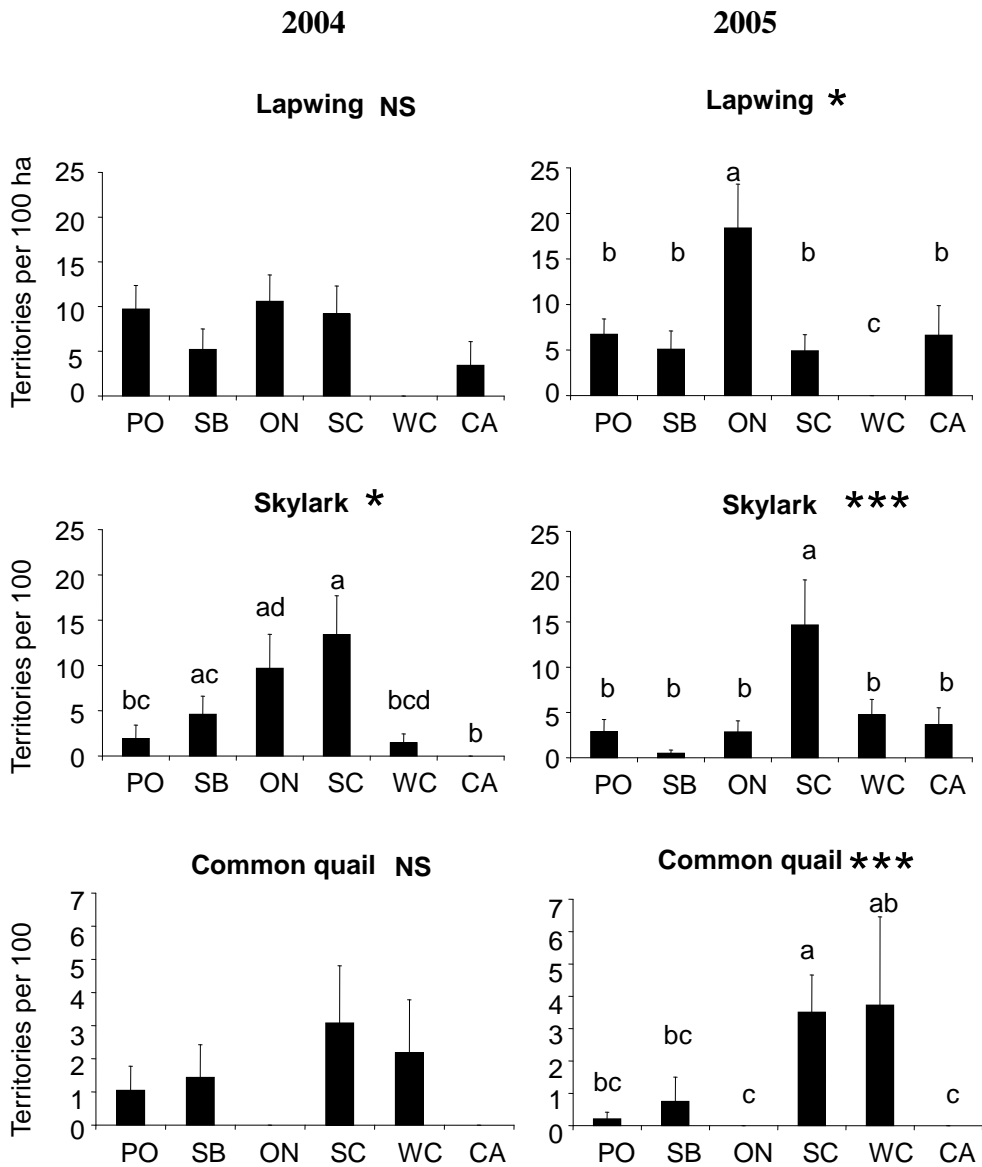 2004 2005
Lapwing NS
Territories per 100 ha
25
20
15
10
5
0
PO SB ON SC WC CA
Lapwing *
25
20
15
10
5
0
b b a b c b
PO SB ON SC WC CA
Skylark *
Territories per 100
25
20
15
10
5
0
bc ac ad a bcd b
PO SB ON SC WC CA
Skylark ***
25
20
15
10
5
0
b b b a b b
PO SB ON SC WC CA
Common quail NS
Territories per 100
7
6
5
4
3
2
1
0
PO SB ON SC WC CA
Common quail ***
7
6
5
4
3
2
1
0
bc bc c a ab c
PO SB ON SC WC CA